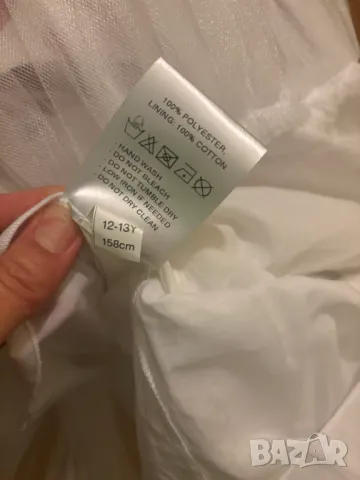 100% POLYESTER,
LINING: 100% COTTON
- HAND WASH
- DO NOT BLEACH
- DO NOT TUMBLE DRY
- LOW IRON IF NEEDED
- DO NOT DRY CLEAN
12-13Y
158cm
BAZAR